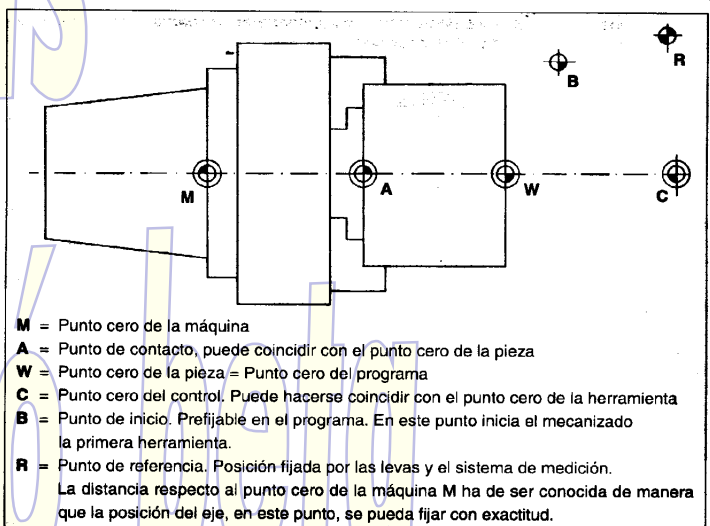 R
B
M
A
W
C
M = Punto cero de la máquina
A = Punto de contacto, puede coincidir con el punto cero de la pieza
W = Punto cero de la pieza = Punto cero del programa
C = Punto cero del control. Puede hacerse coincidir con el punto cero de la herramienta
B = Punto de inicio. Prefijable en el programa. En este punto inicia el mecanizado
la primera herramienta.
R = Punto de referencia. Posición fijada por las levas y el sistema de medición.
La distancia respecto al punto cero de la máquina M ha de ser conocida de manera
que la posición del eje, en este punto, se pueda fijar con exactitud.